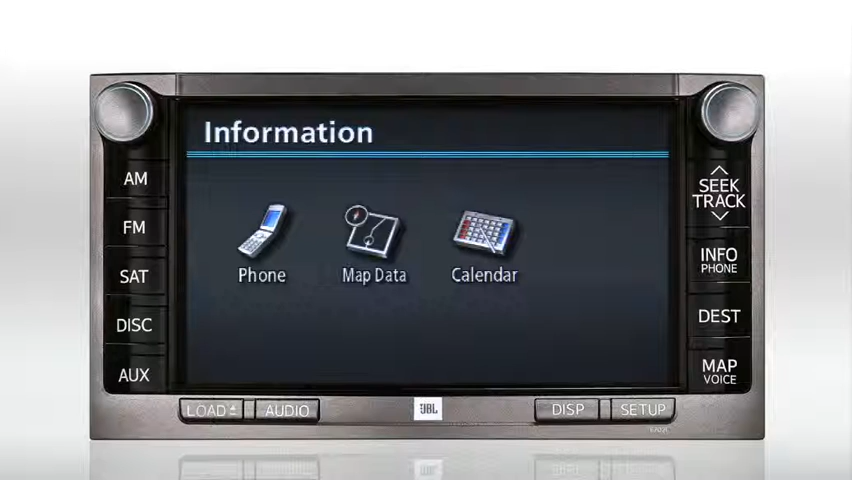 Information
AM
FM
SAT
DISC
AUX
Phone
Map Data
Calendar
SEEK
TRACK
INFO
PHONE
DEST
MAP
VOICE
LOAD
AUDIO
JBL
DISP
SETUP